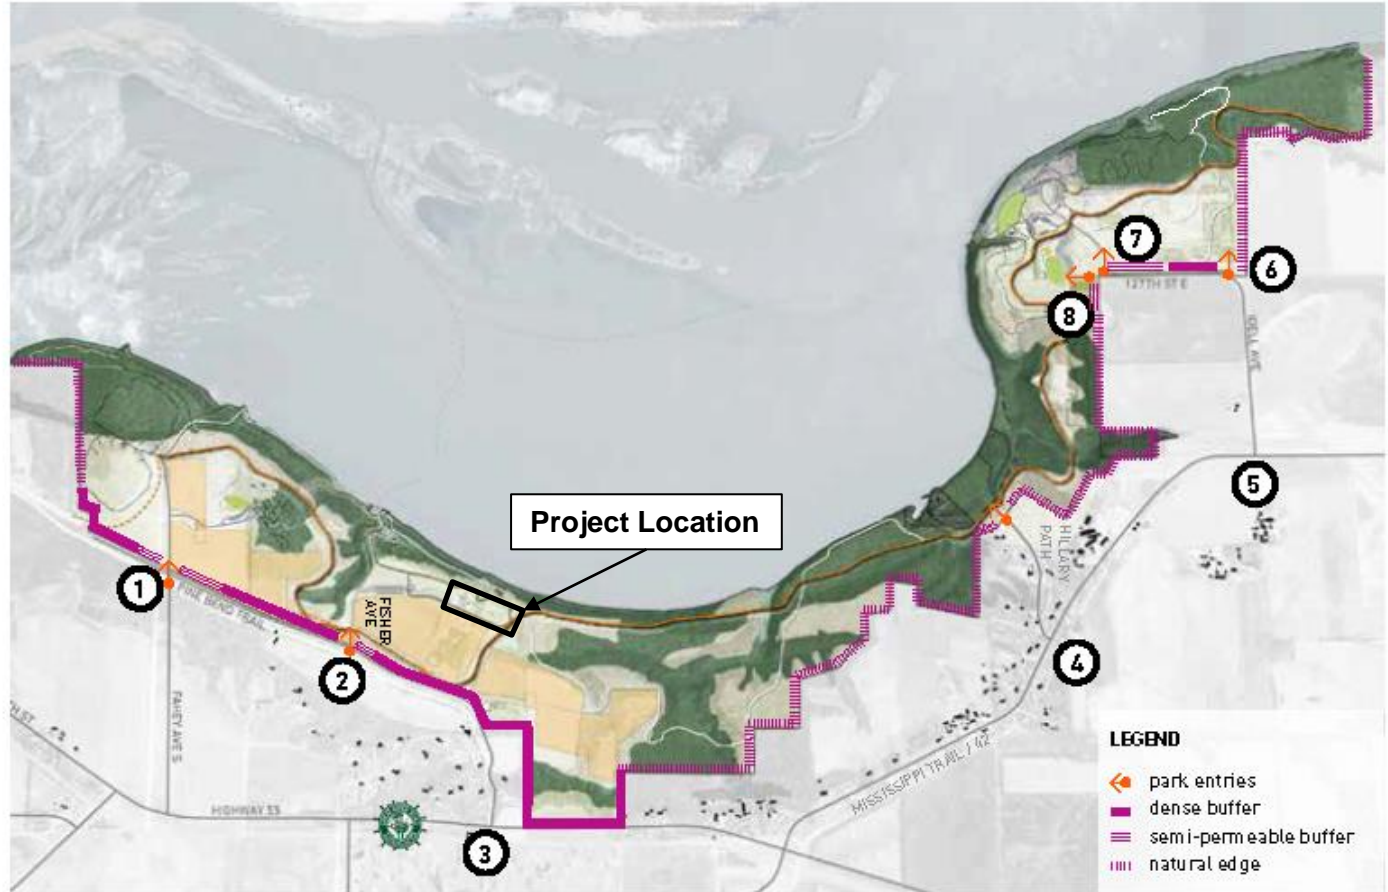 7
6
127TH ST E
8
IDELL AVE
5
Project Location
HILLARY
PATH
1
PINE BEND TRAIL
FISHER
AVE
2
4
FAHEY AVE S
TH ST
HIGHWAY 55
3
MISSISSIPPI TRAIL / 42
LEGEND
park entries
dense buffer
semi-permeable buffer
natural edge